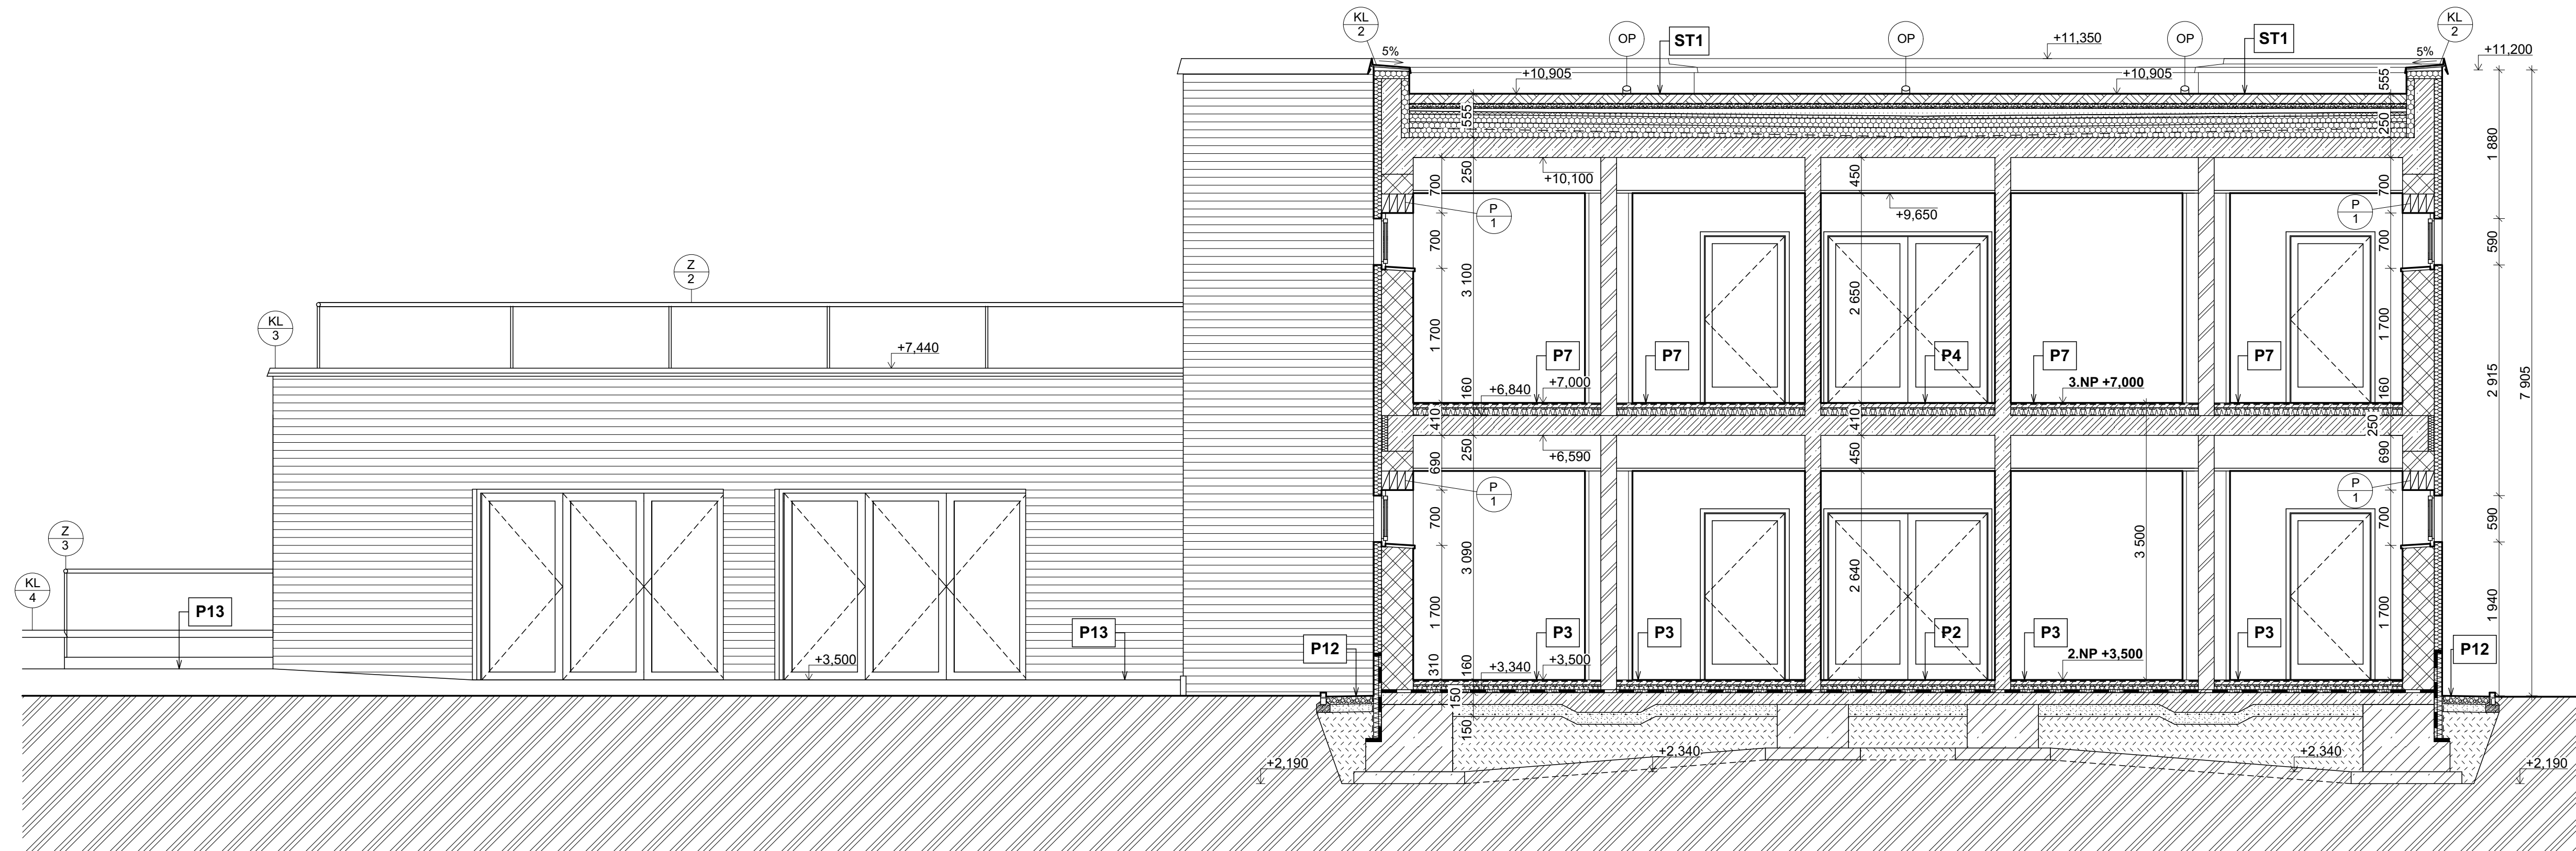 KL
2
5%
OP
ST1
OP
+11,350
OP
ST1
5%
KL
2
+11,200
+10,905
+10,905
555
555
250
250
1 880
+10,100
700
450
700
P
1
+9,650
P
1
700
3 100
2 650
700
590
Z
2
KL
3
+7,440
1 700
1 700
P7
P7
P4
P7
P7
2 915
7 905
160
+6,840
+7,000
3.NP +7,000
160
410
410
250
250
+6,590
450
690
690
P
1
P
1
700
700
590
Z
3
3 090
3 500
KL
4
2 640
P13
P13
1 700
1 700
1 940
P12
P3
P3
P2
P3
P3
P12
+3,500
310
160
+3,340
+3,500
2.NP +3,500
150
150
+2,340
+2,340
+2,190
+2,190